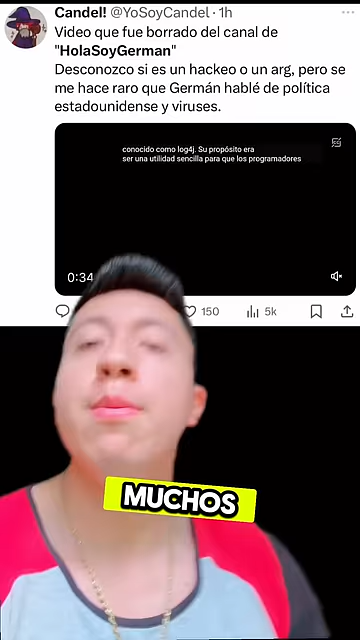 Candel! @YoSoyCandel · 1h
Video que fue borrado del canal de
"HolaSoyGerman"
Desconozco si es un hackeo o un arg, pero se
me hace raro que Germán hablé de política
estadounidense y viruses.
conocido como log4j. Su propósito era
ser una utilidad sencilla para que los programadores
0:34
150
5k
MUCHOS